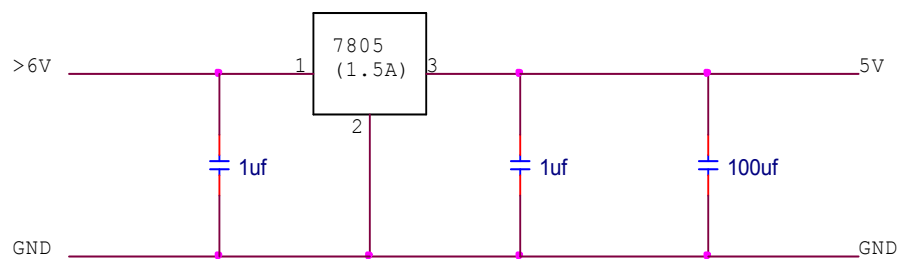 7805
>6V
1
(1.5A)
3
5V
2
1uf
1uf
100uf
GND
GND